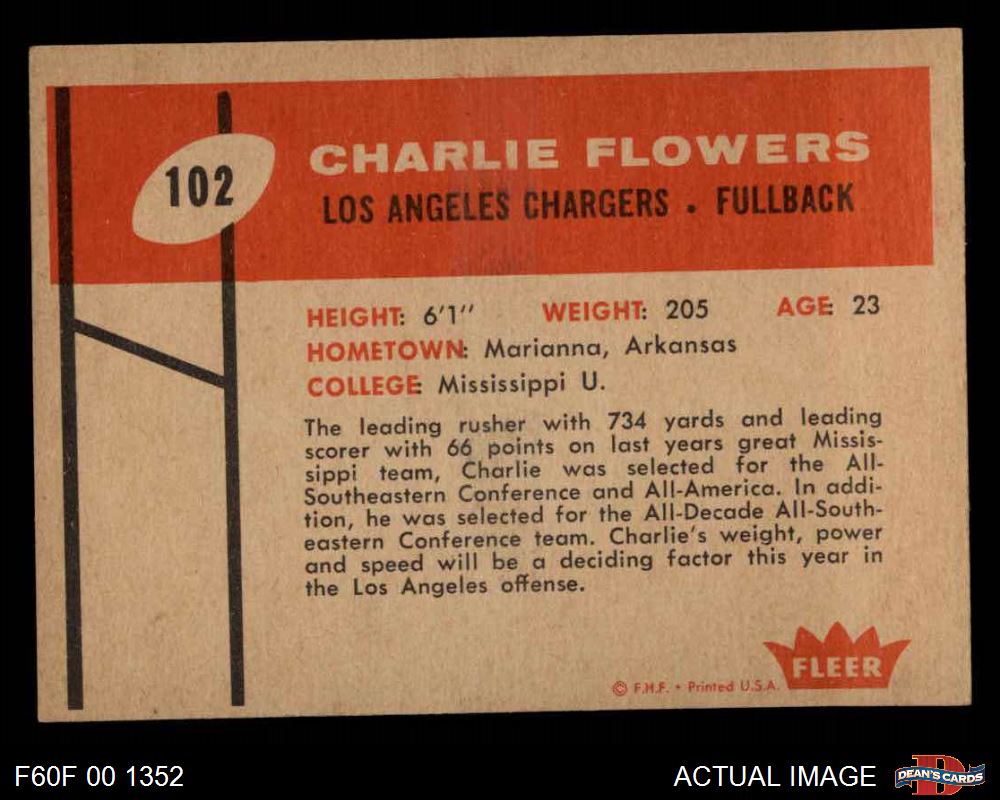 102
CHARLIE FLOWERS
LOS ANGELES CHARGERS . FULLBACK
HEIGHT: 6'1" WEIGHT: 205 AGE: 23
HOMETOWN: Marianna, Arkansas
COLLEGE: Mississippi U.
The leading rusher with 734 yards and leading
scorer with 66 points on last years great Missis-
sippi team, Charlie was selected for the All-
Southeastern Conference and All-America. In addi-
tion, he was selected for the All-Decade All-South-
eastern Conference team. Charlie's weight, power
and speed will be a deciding factor this year in
the Los Angeles offense.
FLEER
© F.H.F. • Printed U.S.A.
F60F 00 1352 ACTUAL IMAGE D DEAN'S CARDS